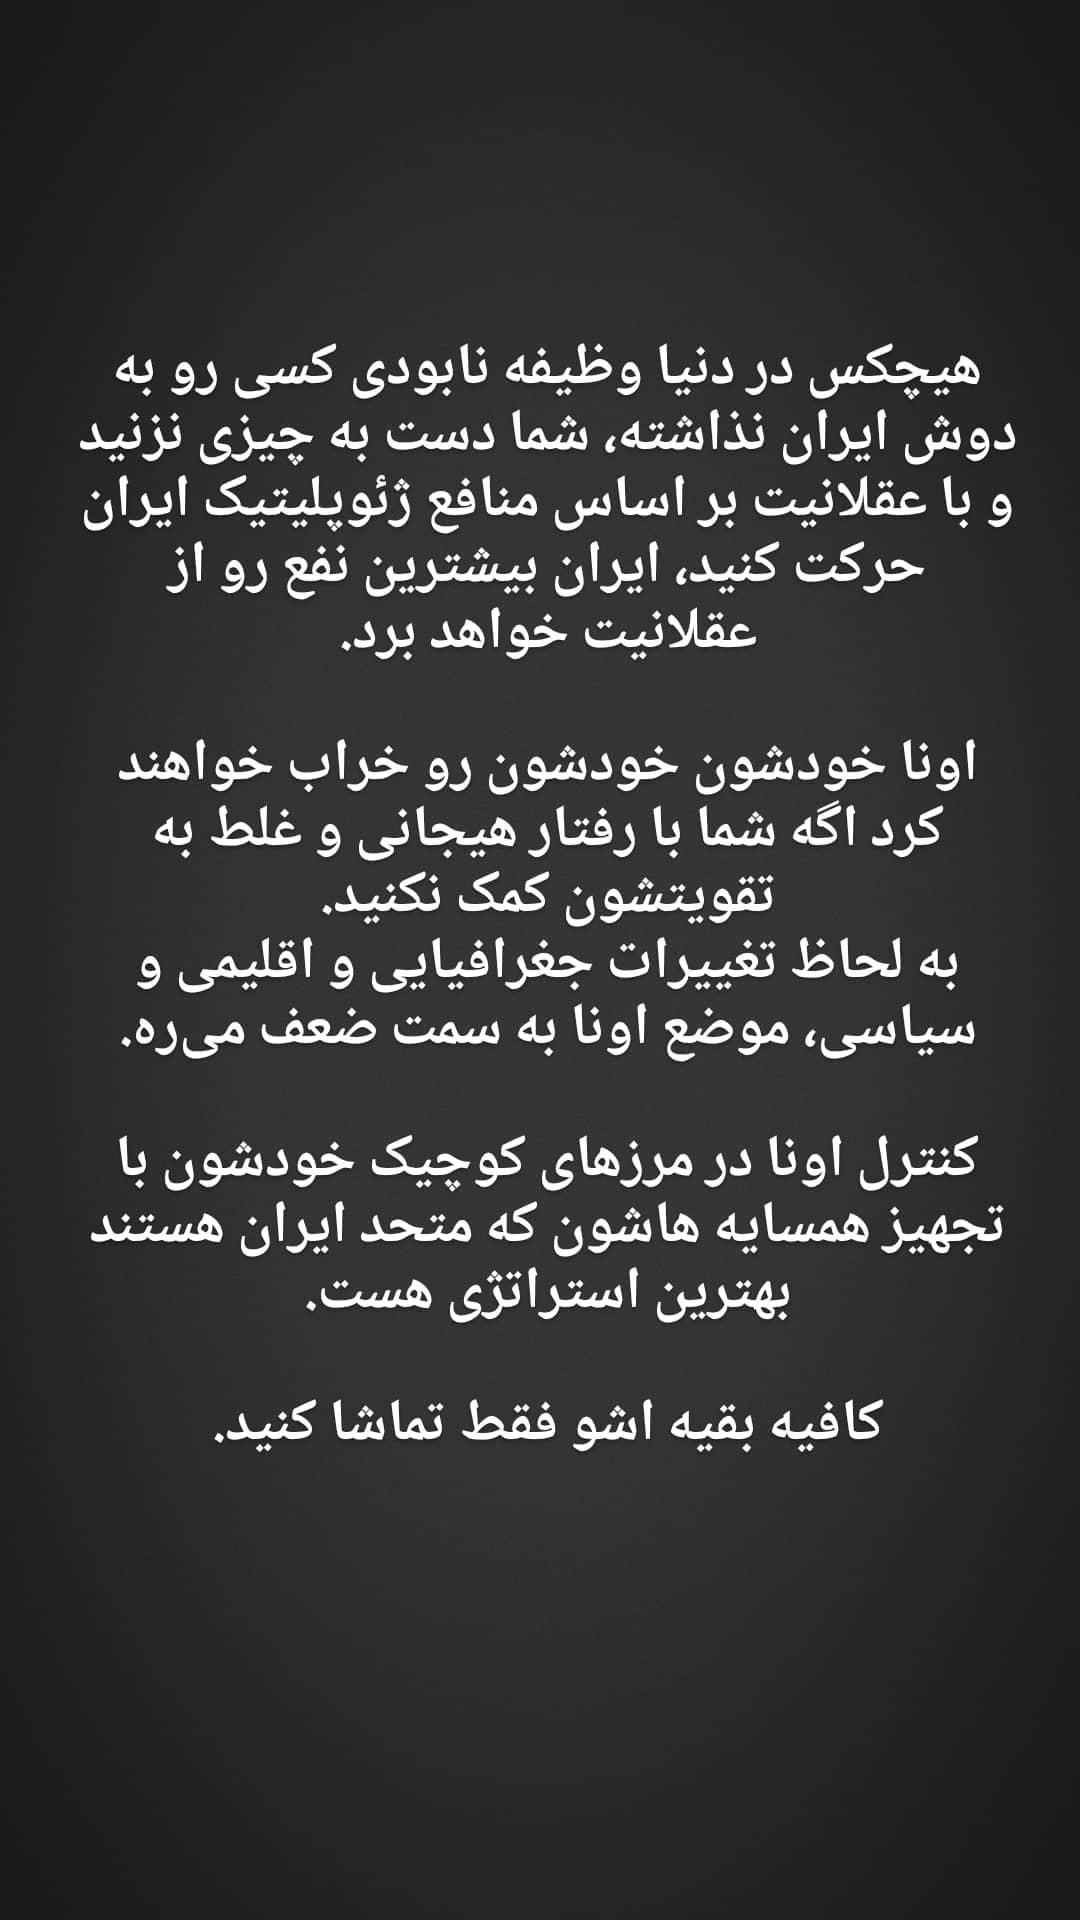 هیچکس در دنیا وظیفه نابودی کسی رو به
دوش ایران نذاشته، شما دست به چیزی نزنید
و با عقلانیت بر اساس منافع ژئوپلیتیک ایران
حرکت کنید، ایران بیشترین نفع رو از
عقلانیت خواهد برد.
اونا خودشون خودشون رو خراب خواهند
کرد اگه شما با رفتار هیجانی و غلط به
تقویتشون کمک نکنید.
به لحاظ تغییرات جغرافیایی و اقلیمی و
سیاسی، موضع اونا به سمت ضعف می‌ره.
کنترل اونا در مرزهای کوچیک خودشون با
تجهیز همسایه هاشون که متحد ایران هستند
بهترین استراتژی هست.
کافیه بقیه اشو فقط تماشا کنید.